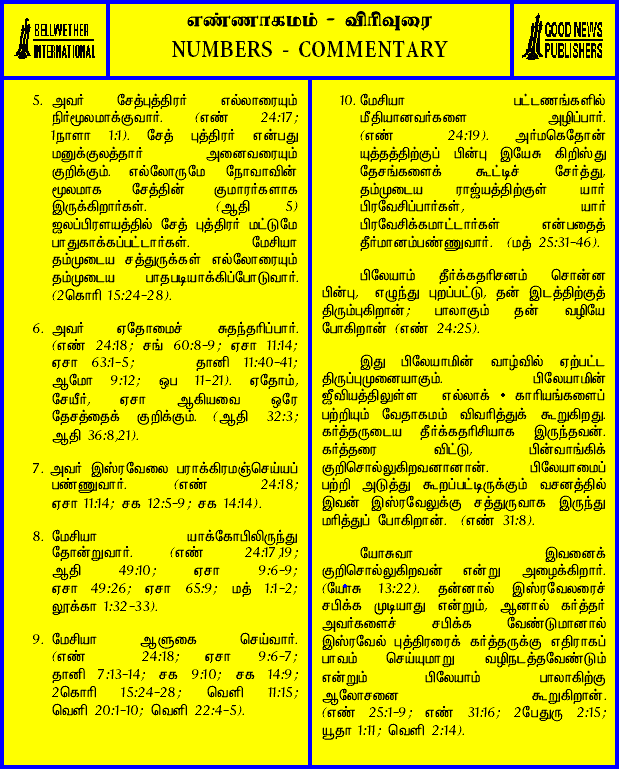 BELLWETHER
INTERNATIONAL
எண்ணாகமம் - விரிவுரை
NUMBERS - COMMENTARY
GOOD NEWS
PUBLISHERS
5. அவர் சேத்புத்திரர் எல்லாரையும்
நிர்மூலமாக்குவார். (எண் 24:17;
1நாளா 1:1). சேத் புத்திரர் என்பது
மனுக்குலத்தார் அனைவரையும்
குறிக்கும். எல்லோருமே நோவாவின்
மூலமாக சேத்தின் குமாரர்களாக
இருக்கிறார்கள். (ஆதி 5)
ஜலப்பிரளயத்தில் சேத் புத்திரர் மட்டுமே
பாதுகாக்கப்பட்டார்கள். மேசியா
தம்முடைய சத்துருக்கள் எல்லோரையும்
தம்முடைய பாதபடியாக்கிப்போடுவார்.
(2கொரி 15:24-28).
6. அவர் ஏதோமைச் சுதந்தரிப்பார்.
(எண் 24:18; சங் 60:8-9; ஏசா 11:14;
ஏசா 63:1-5; தானி 11:40-41;
ஆமோ 9:12; ஒப 11-21). ஏதோம்,
சேயீர், ஏசா ஆகியவை ஒரே
தேசத்தைக் குறிக்கும். (ஆதி 32:3;
ஆதி 36:8,21).
7. அவர் இஸ்ரவேலை பராக்கிரமஞ்செய்யப்
பண்ணுவார். (எண் 24:18;
ஏசா 11:14; சக 12:5-9; சக 14:14).
8. மேசியா யாக்கோபிலிருந்து
தோன்றுவார். (எண் 24:17,19;
ஆதி 49:10; ஏசா 9:6-9;
ஏசா 49:26; ஏசா 65:9; மத் 1:1-2;
லூக்கா 1:32-33).
9. மேசியா ஆளுகை செய்வார்.
(எண் 24:18; ஏசா 9:6-7;
தானி 7:13-14; சக 9:10; சக 14:9;
2கொரி 15:24-28; வெளி 11:15;
வெளி 20:1-10; வெளி 22:4-5).
10. மேசியா பட்டணங்களில்
மீதியானவர்களை அழிப்பார்.
(எண் 24:19). அர்மகெதோன்
யுத்தத்திற்குப் பின்பு இயேசு கிறிஸ்து
தேசங்களைக் கூட்டிச் சேர்த்து,
தம்முடைய ராஜ்யத்திற்குள் யார்
பிரவேசிப்பார்கள், யார்
பிரவேசிக்கமாட்டார்கள் என்பதைத்
தீர்மானம்பண்ணுவார். (மத் 25:31-46).
பிலேயாம் தீர்க்கதரிசனம் சொன்ன
பின்பு, எழுந்து புறப்பட்டு, தன் இடத்திற்குத்
திரும்புகிறான்; பாலாகும் தன் வழியே
போகிறான் (எண் 24:25).
இது பிலேயாமின் வாழ்வில் ஏற்பட்ட
திருப்புமுனையாகும். பிலேயாமின்
ஜீவியத்திலுள்ள எல்லாக் • காரியங்களைப்
பற்றியும் வேதாகமம் விவரித்துக் கூறுகிறது.
கர்த்தருடைய தீர்க்கதரிசியாக இருந்தவன்.
கர்த்தரை விட்டு, பின்வாங்கிக்
குறிசொல்லுகிறவனானான். பிலேயாமைப்
பற்றி அடுத்து கூறப்பட்டிருக்கும் வசனத்தில்
இவன் இஸ்ரவேலுக்கு சத்துருவாக இருந்து
மரித்துப் போகிறான். (எண் 31:8).
யோசுவா இவனைக்
குறிசொல்லுகிறவன் என்று அழைக்கிறார்.
(யோசு 13:22). தன்னால் இஸ்ரவேலரைச்
சபிக்க முடியாது என்றும், ஆனால் கர்த்தர்
அவர்களைச் சபிக்க வேண்டுமானால்
இஸ்ரவேல் புத்திரரைக் கர்த்தருக்கு எதிராகப்
பாவம் செய்யுமாறு வழிநடத்தவேண்டும்
என்றும் பிலேயாம் பாலாகிற்கு
ஆலோசனை கூறுகிறான்.
(எண் 25:1-9; எண் 31:16; 2பேதுரு 2:15;
யூதா 1:11; வெளி 2:14).